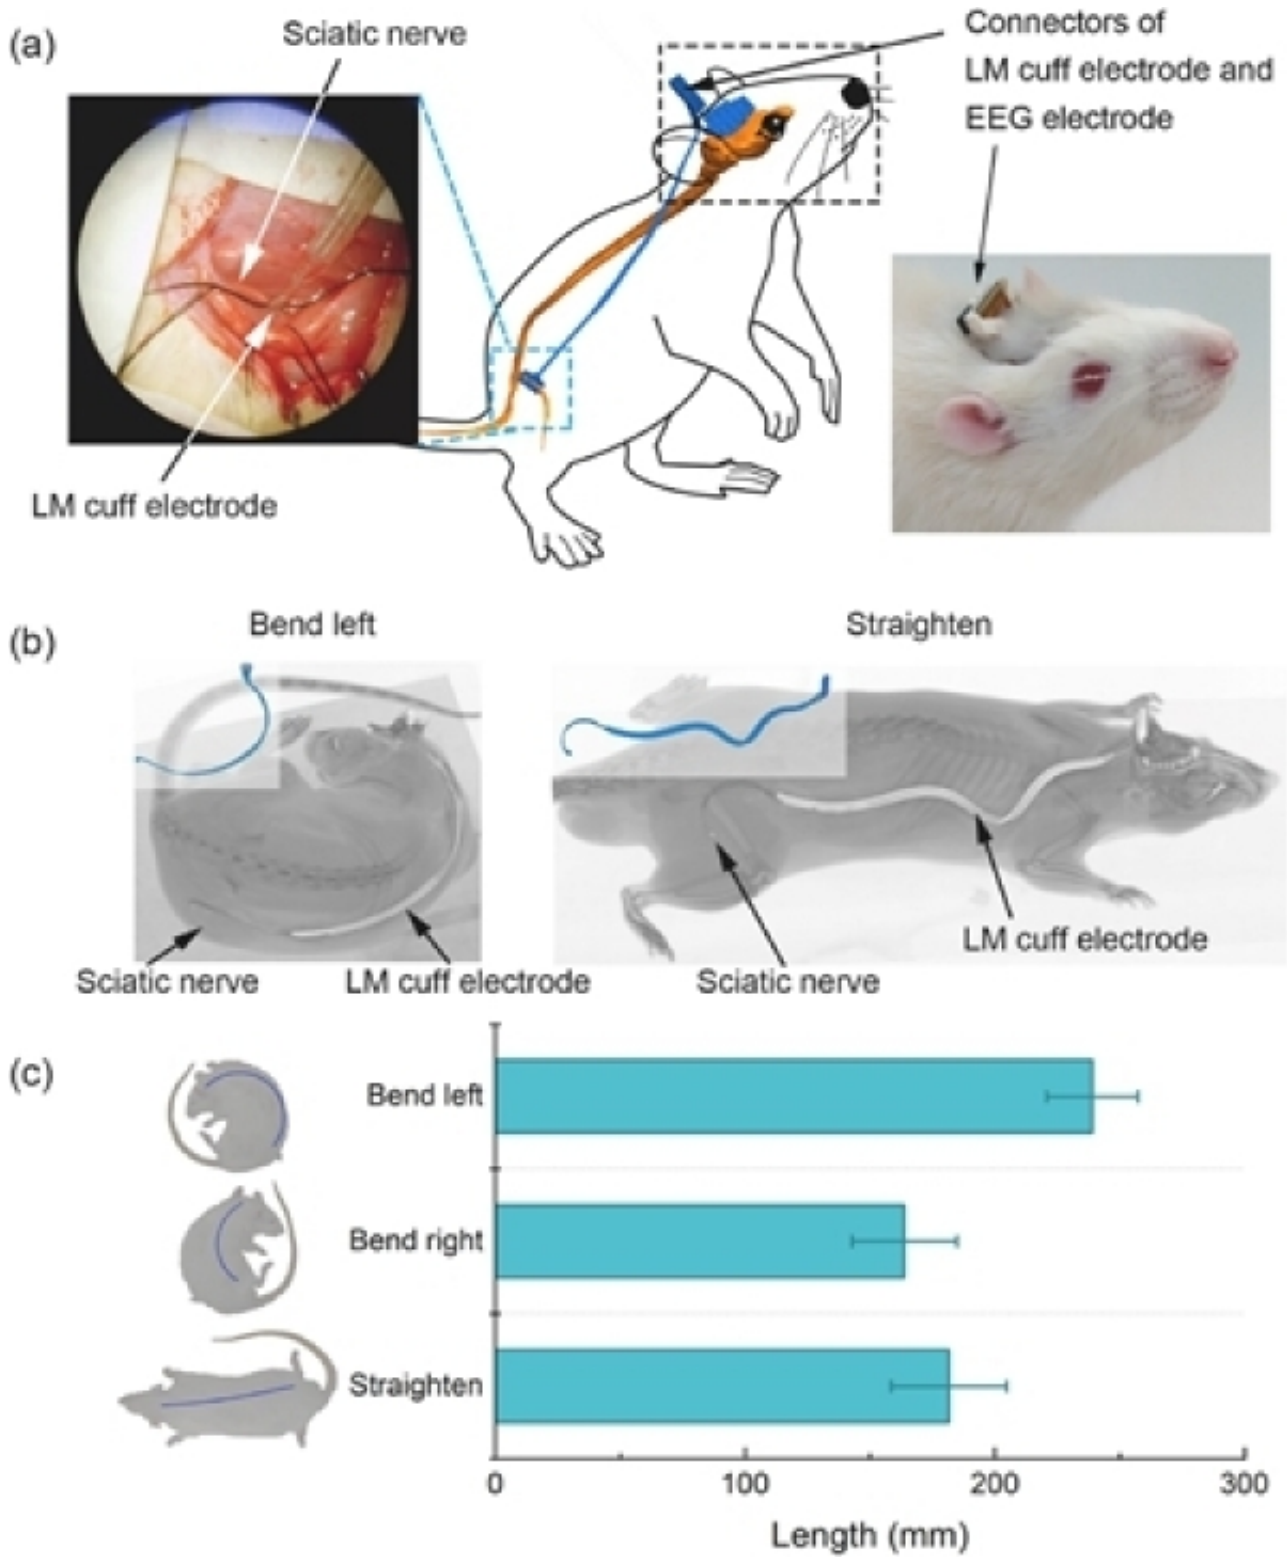 (a)
Sciatic nerve
Connectors of
LM cuff electrode and
EEG electrode
LM cuff electrode
(b)
Bend left
Straighten
Sciatic nerve
LM cuff electrode
Sciatic nerve
LM cuff electrode
(c)
Bend left
Bend right
Straighten
0 100 200 300
Length (mm)